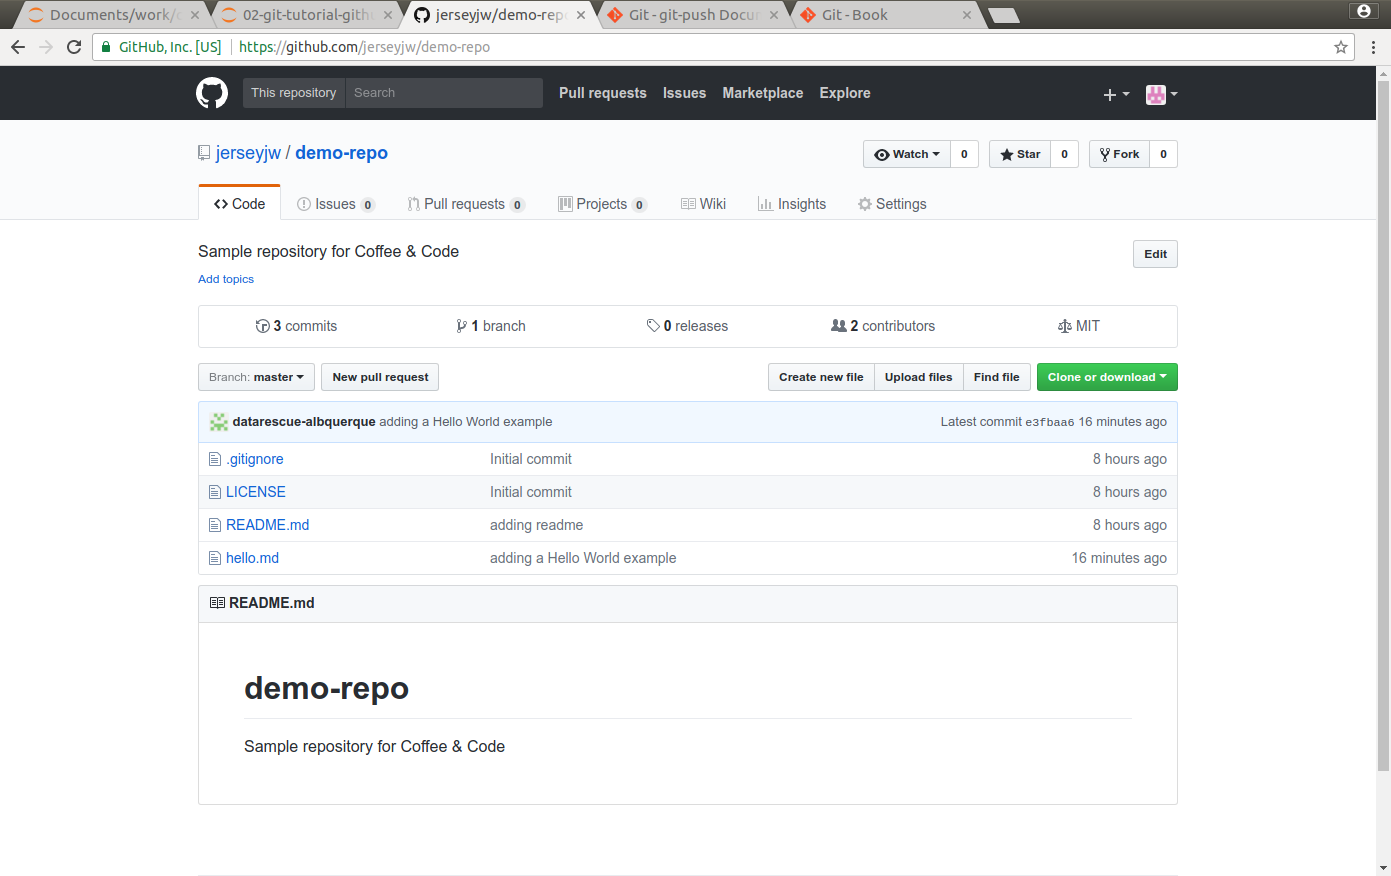 Documents/work/
02-git-tutorial-gith
jerseyjw/demo-rep
Git - git-push Docu
Git - Book
GitHub, Inc. [US] https://github.com/jerseyjw/demo-repo
This repository Search Pull requests Issues Marketplace Explore
jerseyjw / demo-repo Watch 0 Star 0 Fork 0
Code Issues 0 Pull requests 0 Projects 0 Wiki Insights Settings
Sample repository for Coffee & Code Edit
Add topics
3 commits 1 branch 0 releases 2 contributors MIT
Branch: master New pull request Create new file Upload files Find file Clone or download
datarescue-albquerque adding a Hello World example Latest commit e3fbaa6 16 minutes ago
.gitignore Initial commit 8 hours ago
LICENSE Initial commit 8 hours ago
README.md adding readme 8 hours ago
hello.md adding a Hello World example 16 minutes ago
README.md
demo-repo
Sample repository for Coffee & Code